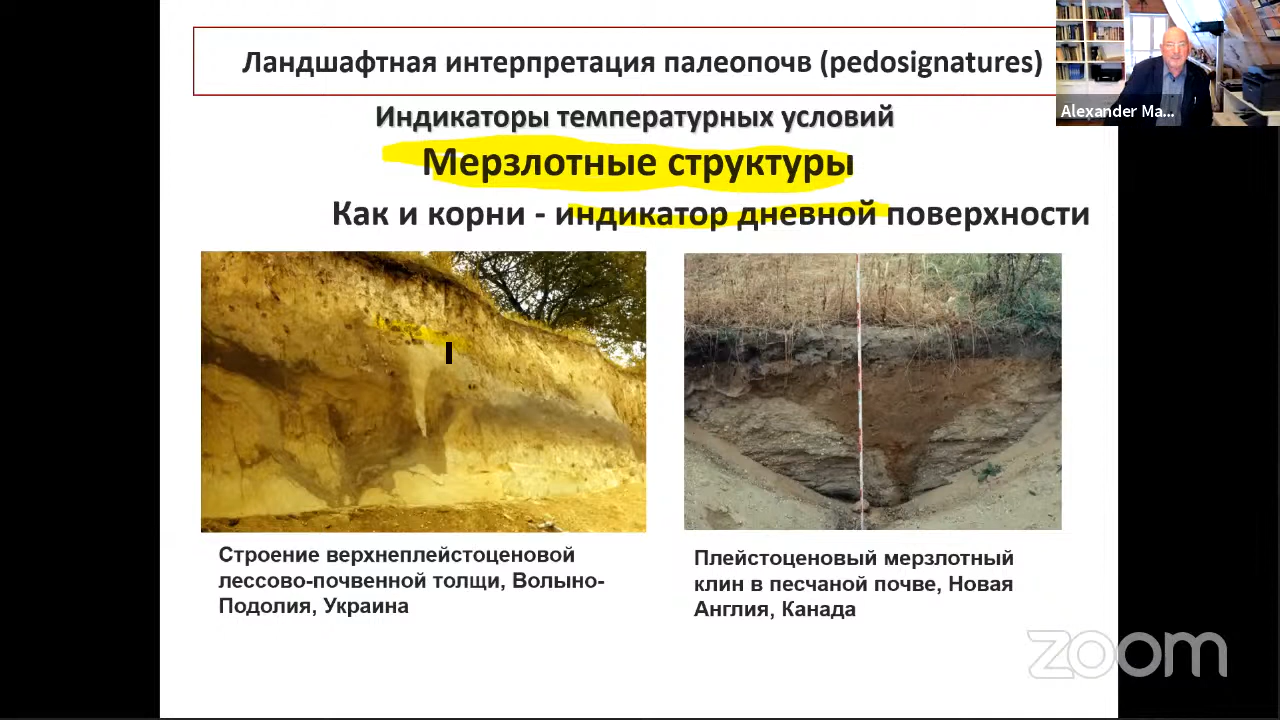 Ландшафтная интерпретация палеопочв (pedosignatures)
Alexander Ma...
Индикаторы температурных условий
Мерзлотные структуры
Как и корни - индикатор дневной поверхности
Строение верхнеплейстоценовой
лессово-почвенной толщи, Волыно-
Подолия, Украина
Плейстоценовый мерзлотный
клин в песчаной почве, Новая
Англия, Канада
zoom